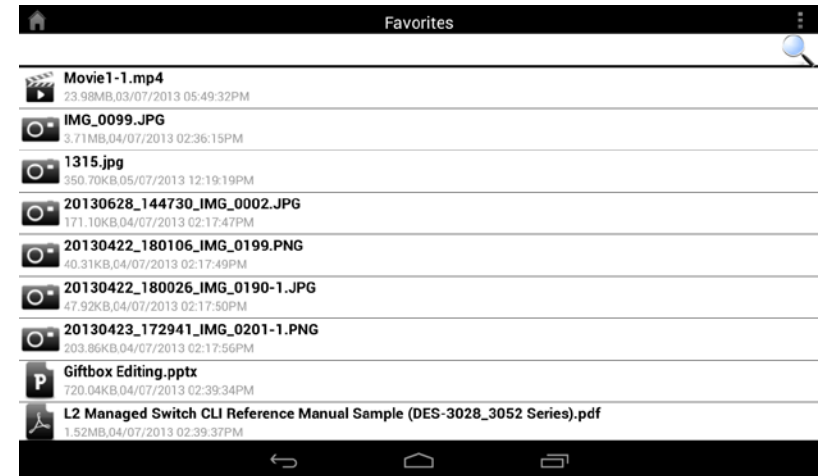 Favorites
Movie1-1.mp4
23.98MB,03/07/2013 05:49:32PM
IMG_0099.JPG
3.71MB,04/07/2013 02:36:15PM
1315.jpg
350.70KB,05/07/2013 12:19:19PM
20130628_144730_IMG_0002.JPG
171.10KB,04/07/2013 02:17:47PM
20130422_180106_IMG_0199.PNG
40.31KB,04/07/2013 02:17:49PM
20130422_180026_IMG_0190-1.JPG
47.92KB,04/07/2013 02:17:50PM
20130423_172941_IMG_0201-1.PNG
203.86KB,04/07/2013 02:17:56PM
P
Giftbox Editing.pptx
720.04KB,04/07/2013 02:39:34PM
L2 Managed Switch CLI Reference Manual Sample (DES-3028_3052 Series).pdf
1.52MB,04/07/2013 02:39:37PM